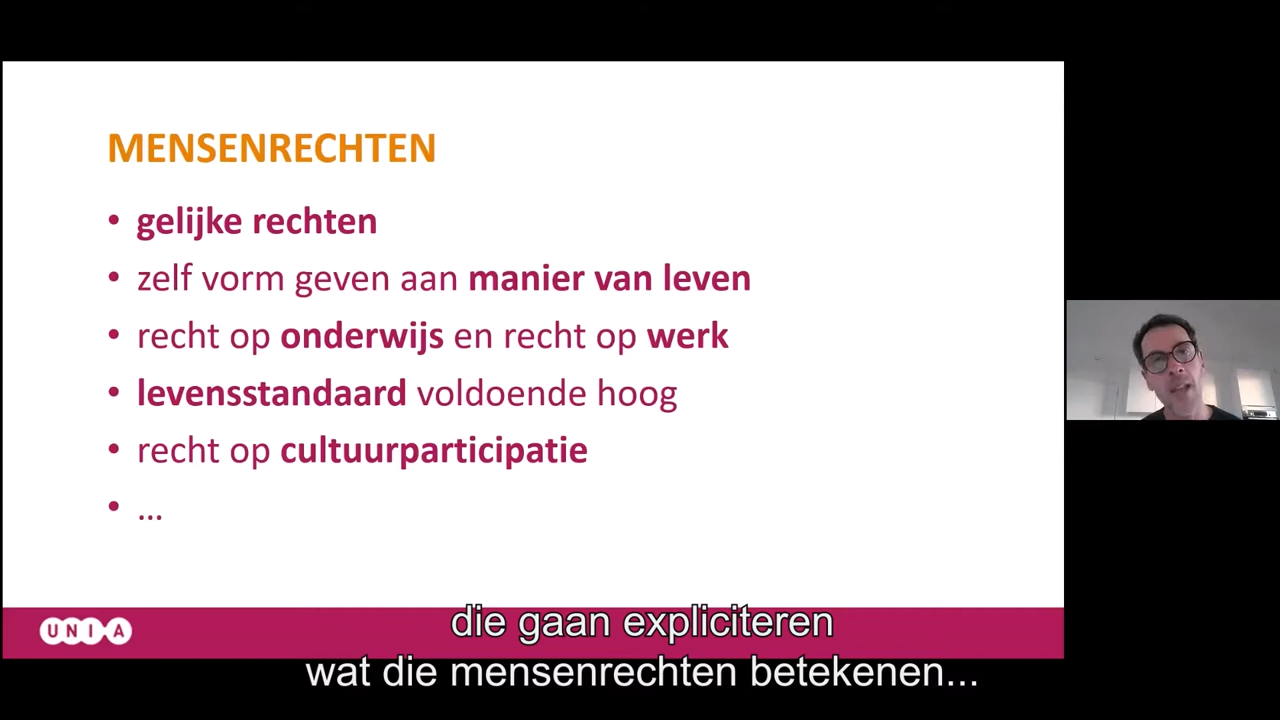 MENSENRECHTEN
• gelijke rechten
• zelf vorm geven aan manier van leven
• recht op onderwijs en recht op werk
• levensstandaard voldoende hoog
• recht op cultuurparticipatie
• ...
UNIA
die gaan expliciteren
wat die mensenrechten betekenen...